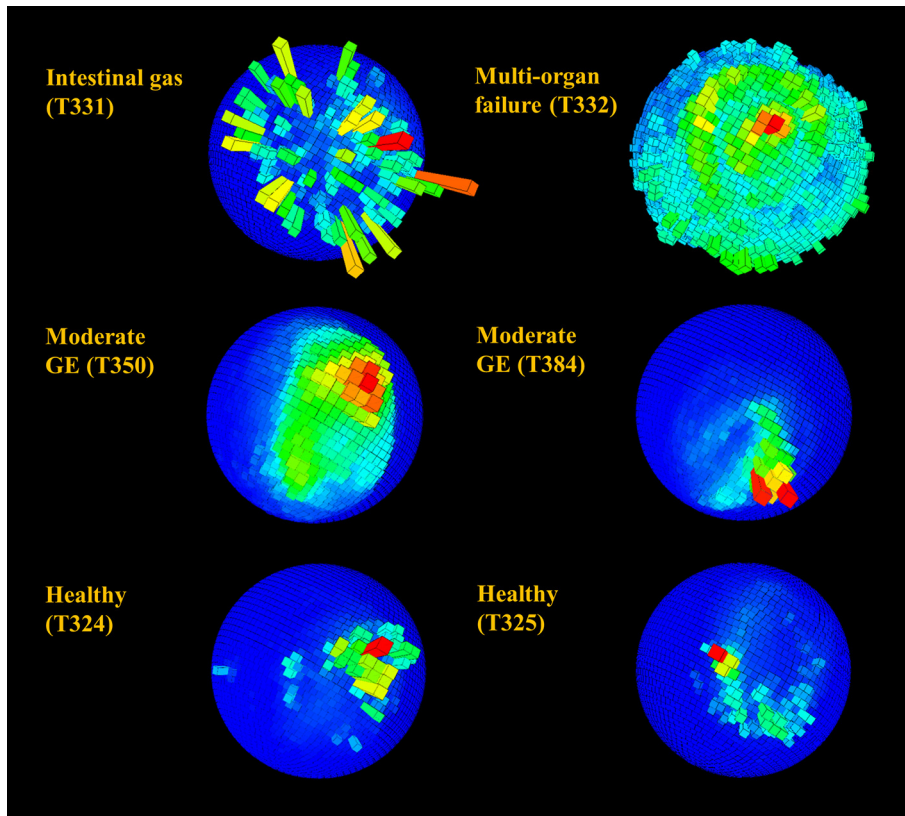 Intestinal gas
(T331)
Multi-organ
failure (T332)
Moderate
GE (T350)
Moderate
GE (T384)
Healthy
(T324)
Healthy
(T325)